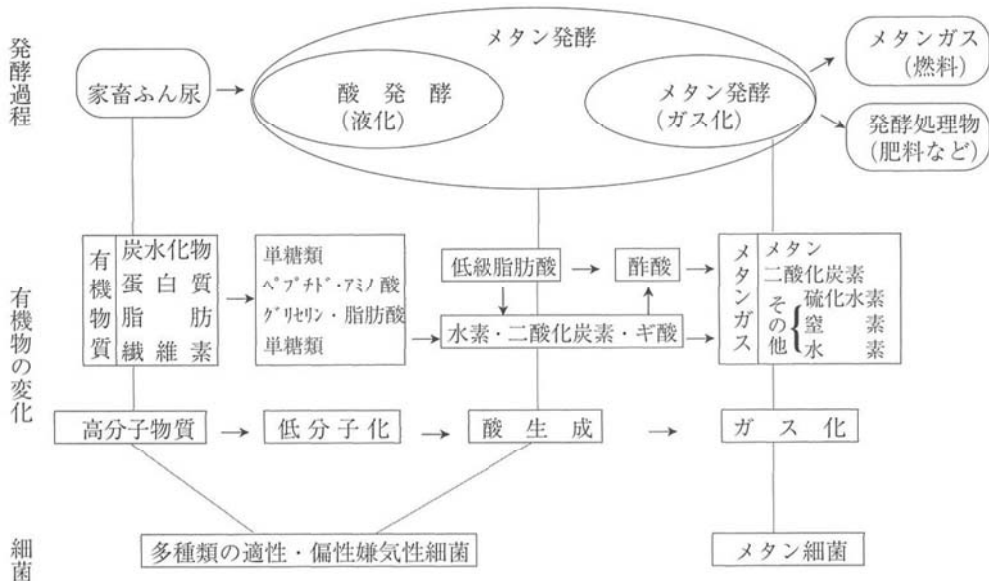 発酵過程
家畜ふん尿
メタン発酵
酸発酵
(液化)
メタン発酵
(ガス化)
メタンガス
(燃料)
発酵処理物
(肥料など)
有機物の変化
有機物質
炭水化物
蛋白質
脂肪
繊維素
単糖類
ペプチド・アミノ酸
グリセリン・脂肪酸
単糖類
低級脂肪酸
酢酸
水素・二酸化炭素・ギ酸
メタンガス
メタン
二酸化炭素
その他
硫化水素
窒素
水素
高分子物質
低分子化
酸生成
ガス化
細菌
多種類の適性・偏性嫌気性細菌
メタン細菌